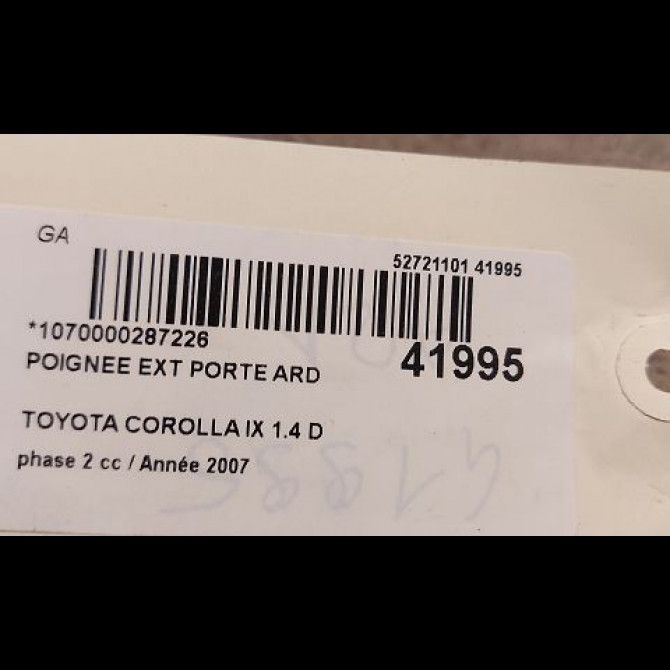 GA
52721101 41995
*1070000287226
41995
POIGNEE EXT PORTE ARD
TOYOTA COROLLA IX 1.4 D
phase 2 cc / Année 2007